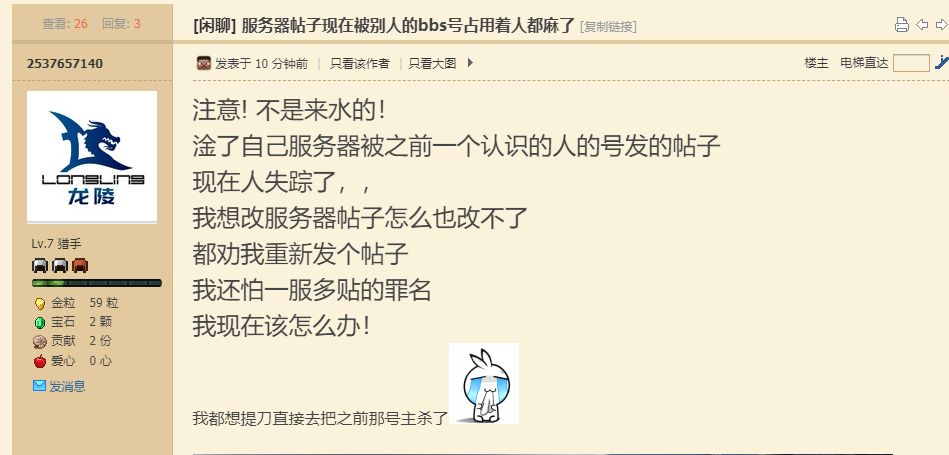 查看: 26 回复: 3
[闲聊] 服务器帖子现在被别人的bbs号占用着人都麻了 [复制链接]
2537657140
发表于 10 分钟前 | 只看该作者 | 只看大图
楼主 电梯直达
LONGLING
龙陵
Lv.7 猎手
金粒 59 粒
宝石 2 颗
贡献 2 份
爱心 0 心
发消息
注意! 不是来水的!
淦了自己服务器被之前一个认识的人的号发的帖子
现在人失踪了，,
我想改服务器帖子怎么也改不了
都劝我重新发个帖子
我还怕一服多贴的罪名
我现在该怎么办!
我都想提刀直接去把之前那号主杀了